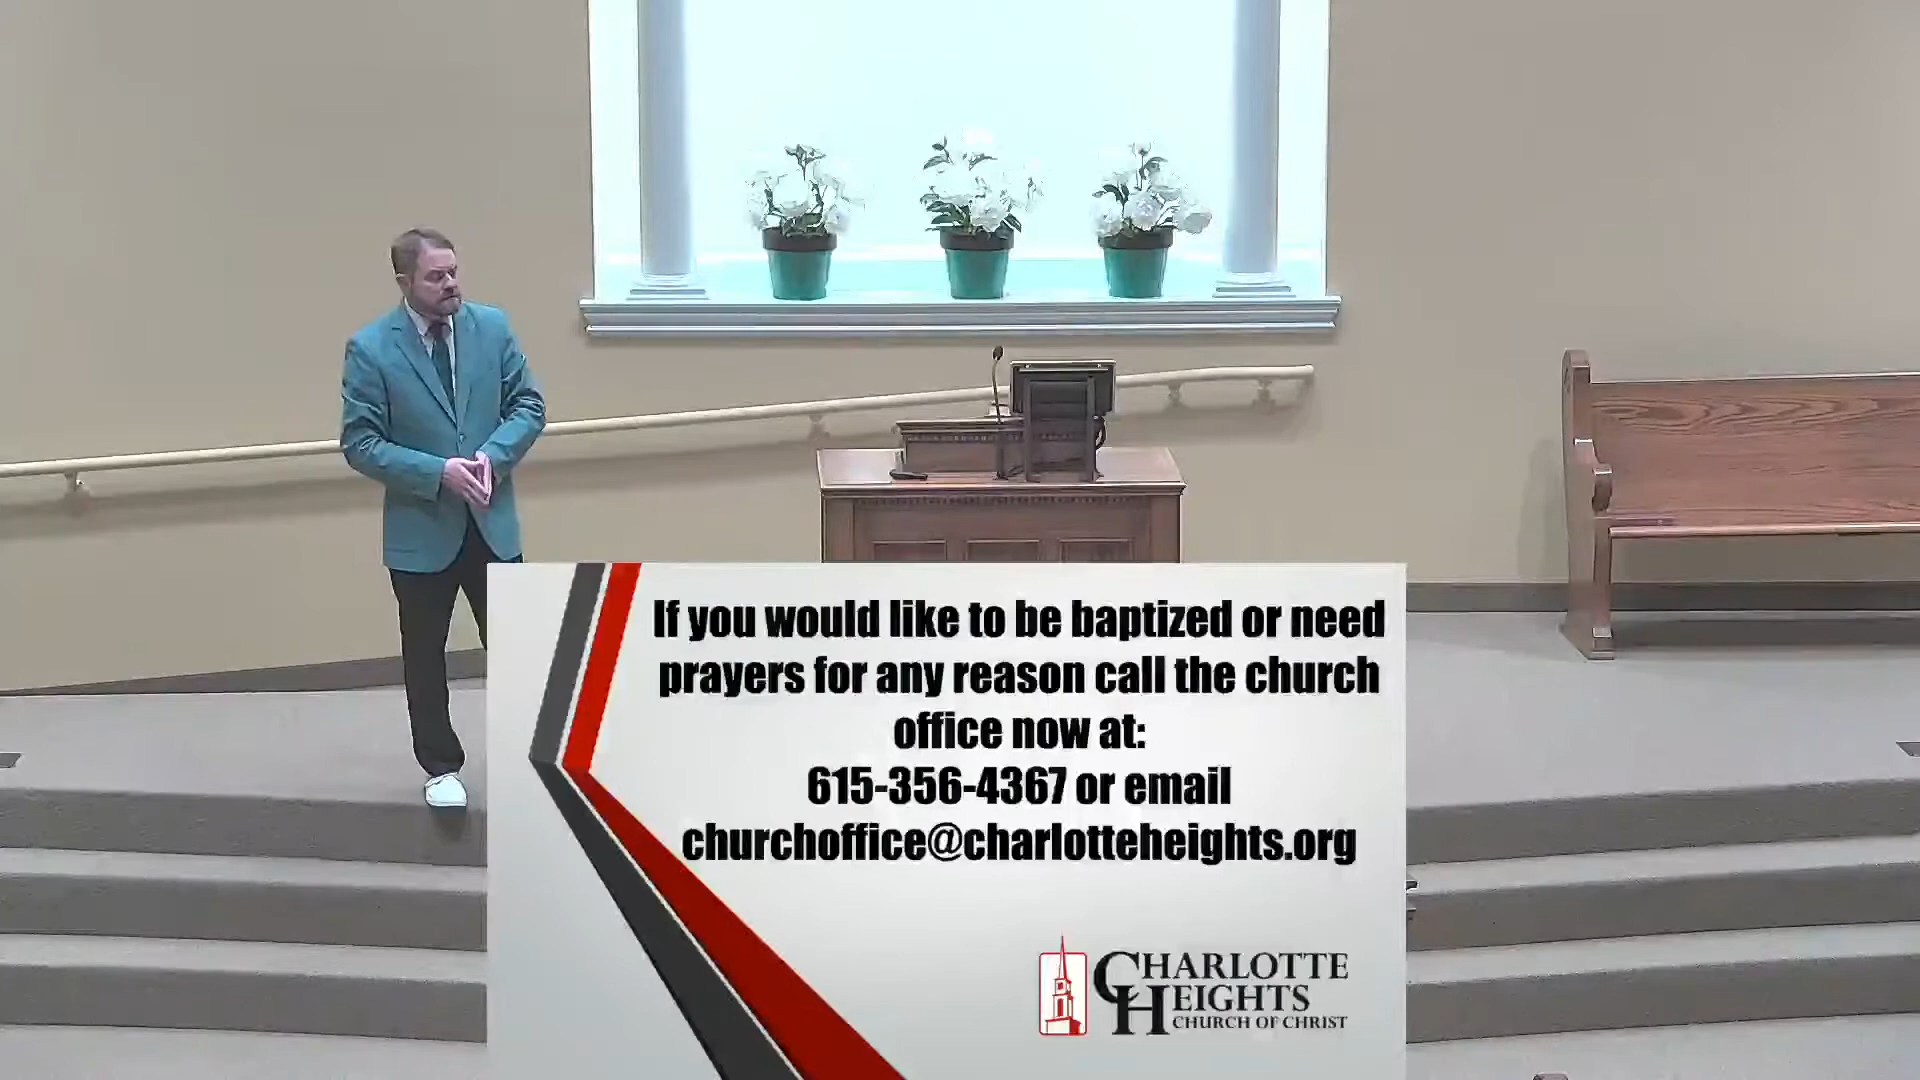 If you would like to be baptized or need
prayers for any reason call the church
office now at:
615-356-4367 or email
churchoffice@charlotteheights.org
CHARLOTTE
HEIGHTS
CHURCH OF CHRIST